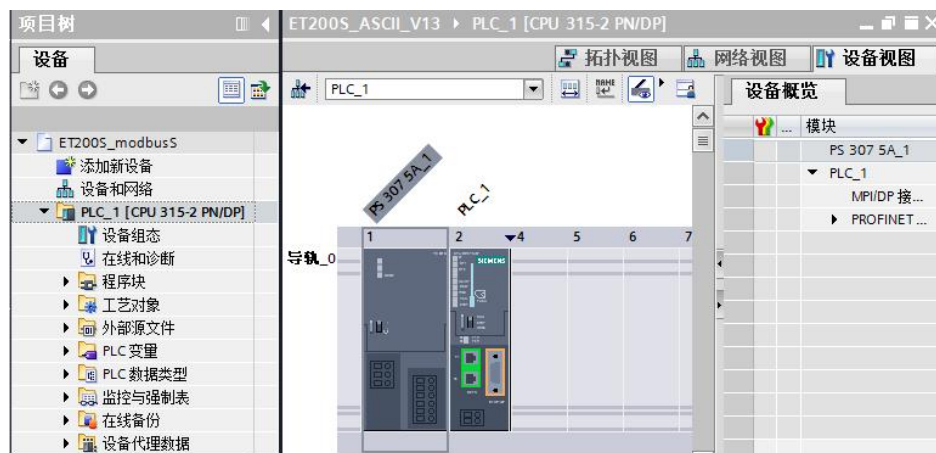 项目树
ET200S_ASCII_V13 ▸ PLC_1 [CPU 315-2 PN/DP]
设备
拓扑视图
网络视图
设备视图
PLC_1
设备概览
... 模块
ET200S_modbusS
添加新设备
设备和网络
PLC_1 [CPU 315-2 PN/DP]
设备组态
在线和诊断
程序块
工艺对象
外部源文件
PLC 变量
PLC 数据类型
监控与强制表
在线备份
设备代理数据
PS 307 5A_1
PLC_1
1 2 4 5 6 7
导轨_0
SIEMENS
PS 307 5A_1
PLC_1
MPI/DP 接...
PROFINET...